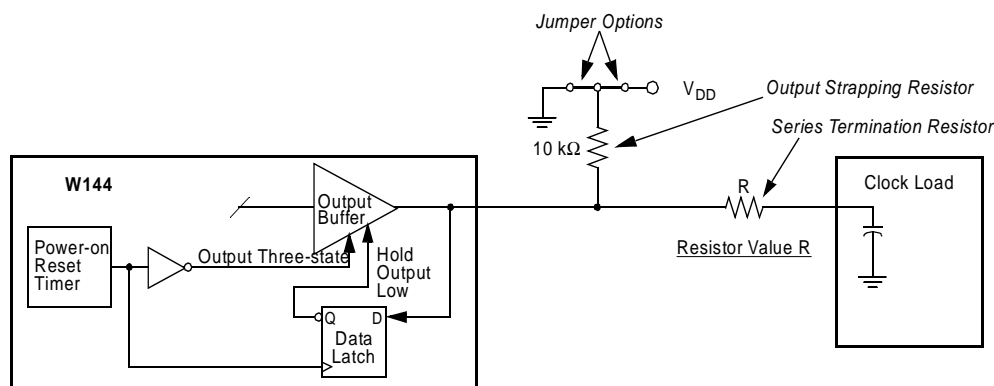 Jumper Options
V_DD
Output Strapping Resistor
Series Termination Resistor
10 kΩ
W144
Output
Buffer
R
Clock Load
Power-on
Reset
Timer
Output Three-state
Hold
Output
Low
Resistor Value R
Q
D
Data
Latch